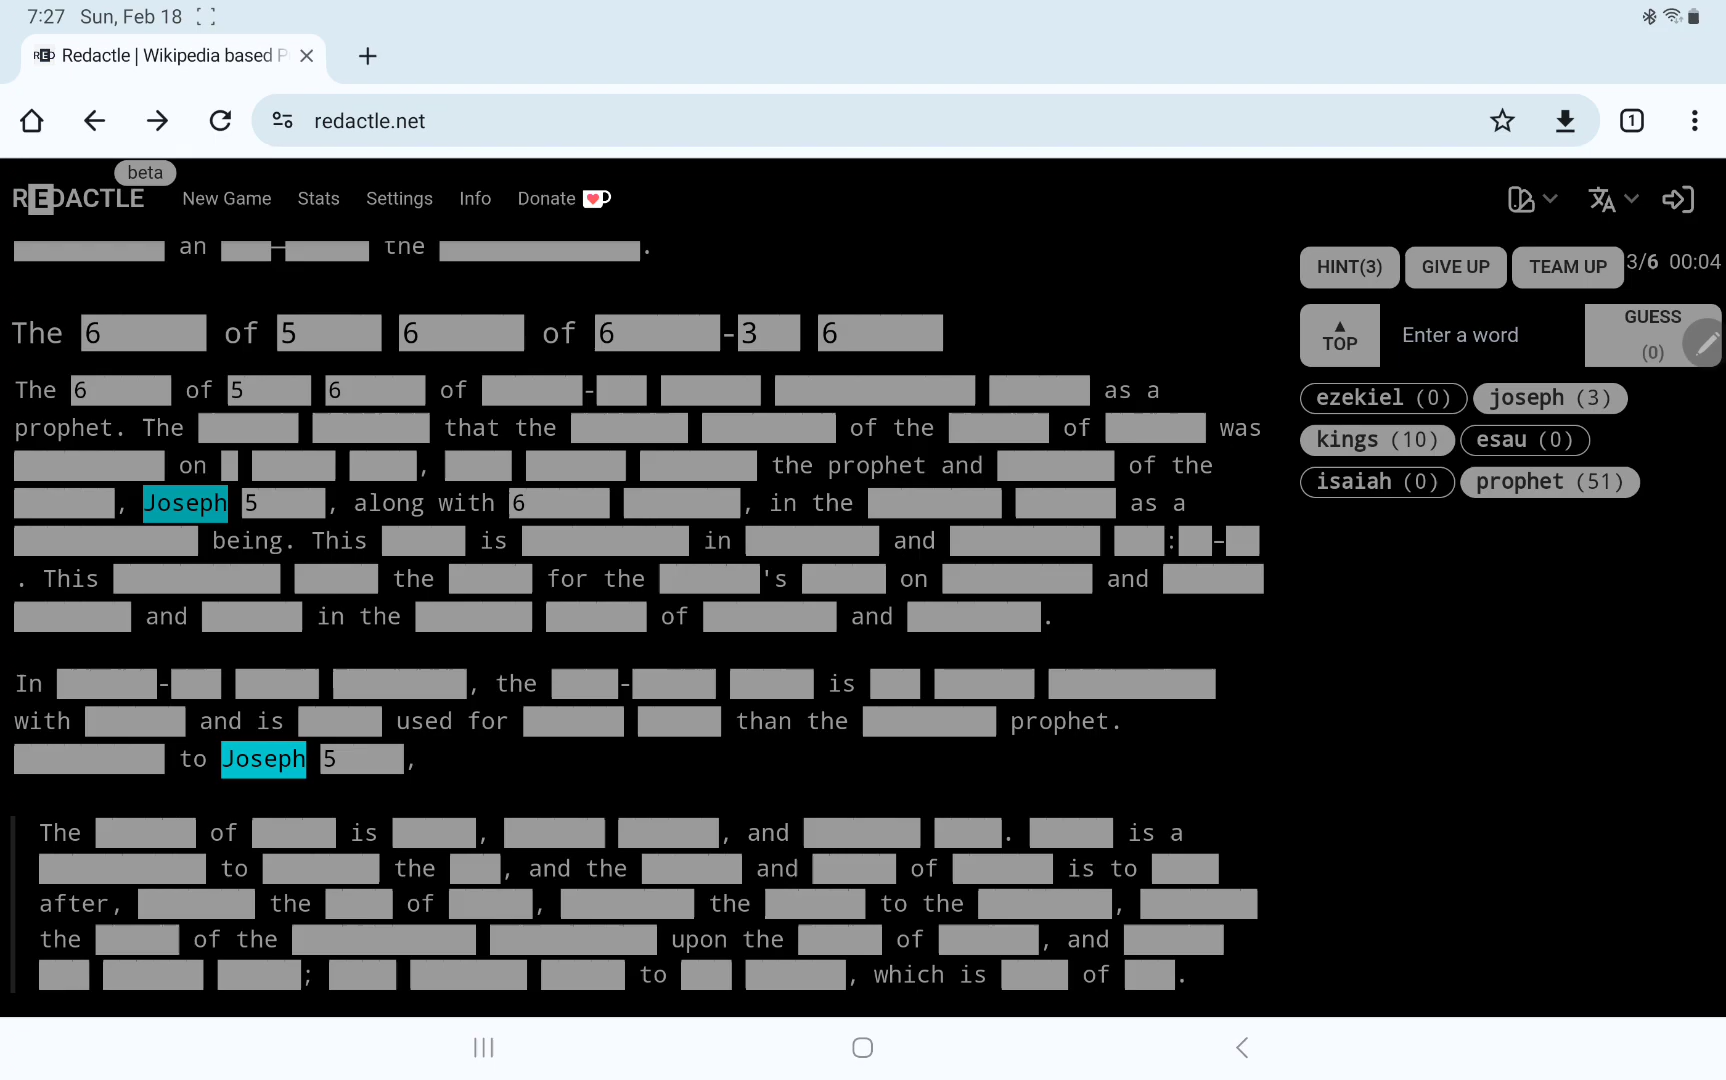 7:27 Sun, Feb 18
RED Redactle | Wikipedia based P
redactle.net
1
beta
REDACTLE New Game Stats Settings Info Donate
an — the .
HINT(3) GIVE UP TEAM UP 3/6 00:04
The 6 of 5 6 of 6 -3 6
▲ TOP Enter a word GUESS (0)
The 6 of 5 6 of - as a
ezekiel (0) joseph (3)
prophet. The that the of the of was
kings (10) esau (0)
on , the prophet and of the
isaiah (0) prophet (51)
, Joseph 5 , along with 6 , in the as a
being. This is in and : –
. This the for the 's on and
and in the of and .
In - , the - is
with and is used for than the prophet.
to Joseph 5 ,
The of is , , and . is a
to the , and the and of is to
after, the of , the to the ,
the of the upon the of , and
; to , which is of .